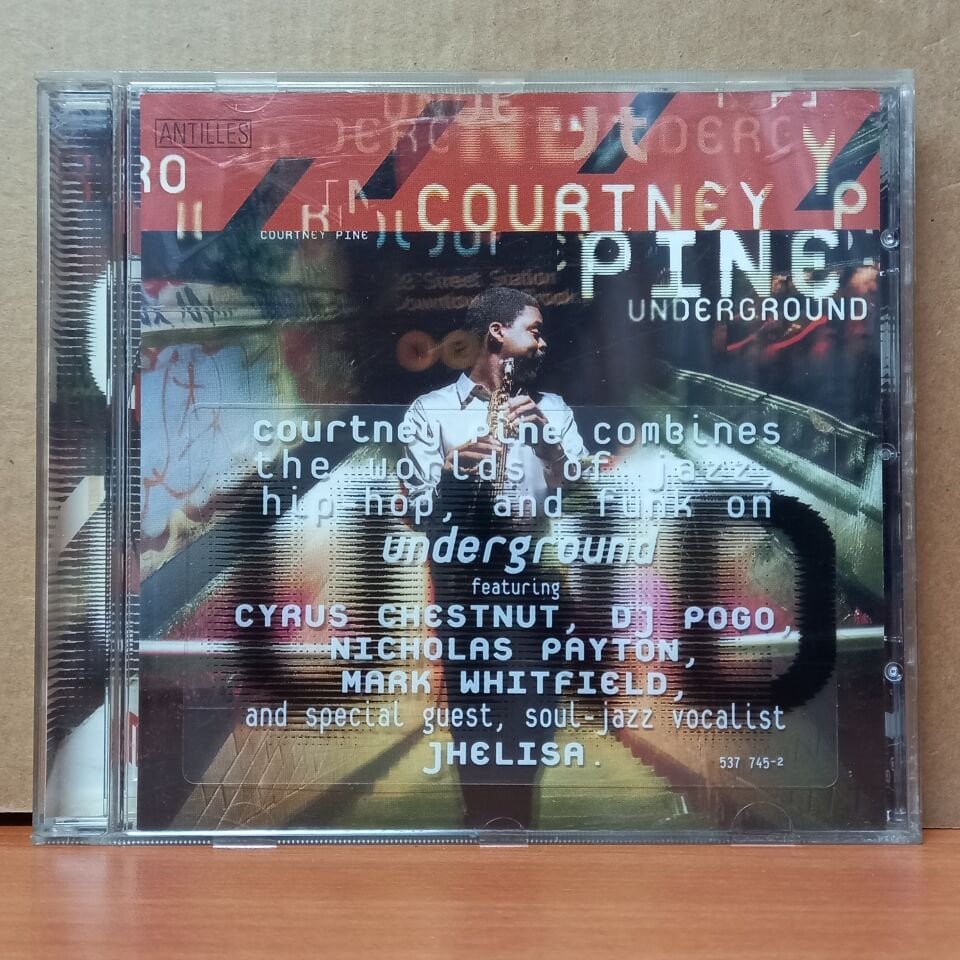 ANTILLES
COURTNEY P
COURTNEY PINE
PINE
UNDERGROUND
Street Station
courtney pine combines
the worlds of jazz,
hip hop, and funk on
underground
featuring
CYRUS CHESTNUT, DJ POGO,
NICHOLAS PAYTON,
MARK WHITFIELD,
and special guest, soul-jazz vocalist
JHELISA.
537 745-2